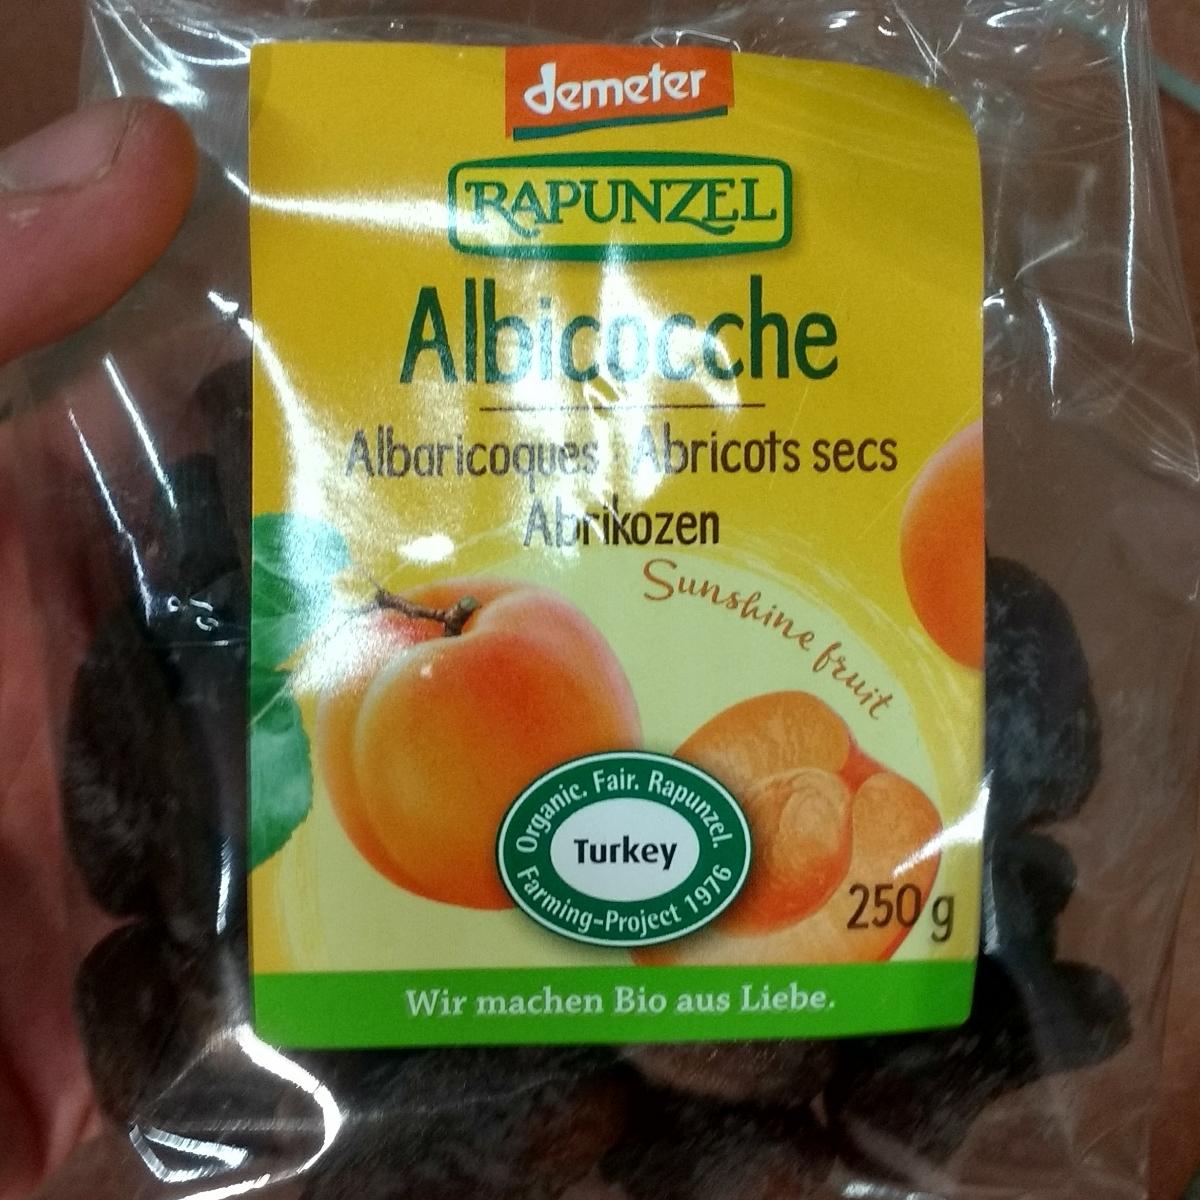 demeter
RAPUNZEL
Albicocche
Albaricoques Abricots secs
Abrikozen
Sunshine fruit
Organic. Fair. Rapunzel.
Turkey
Farming-Project 1976
250 g
Wir machen Bio aus Liebe.